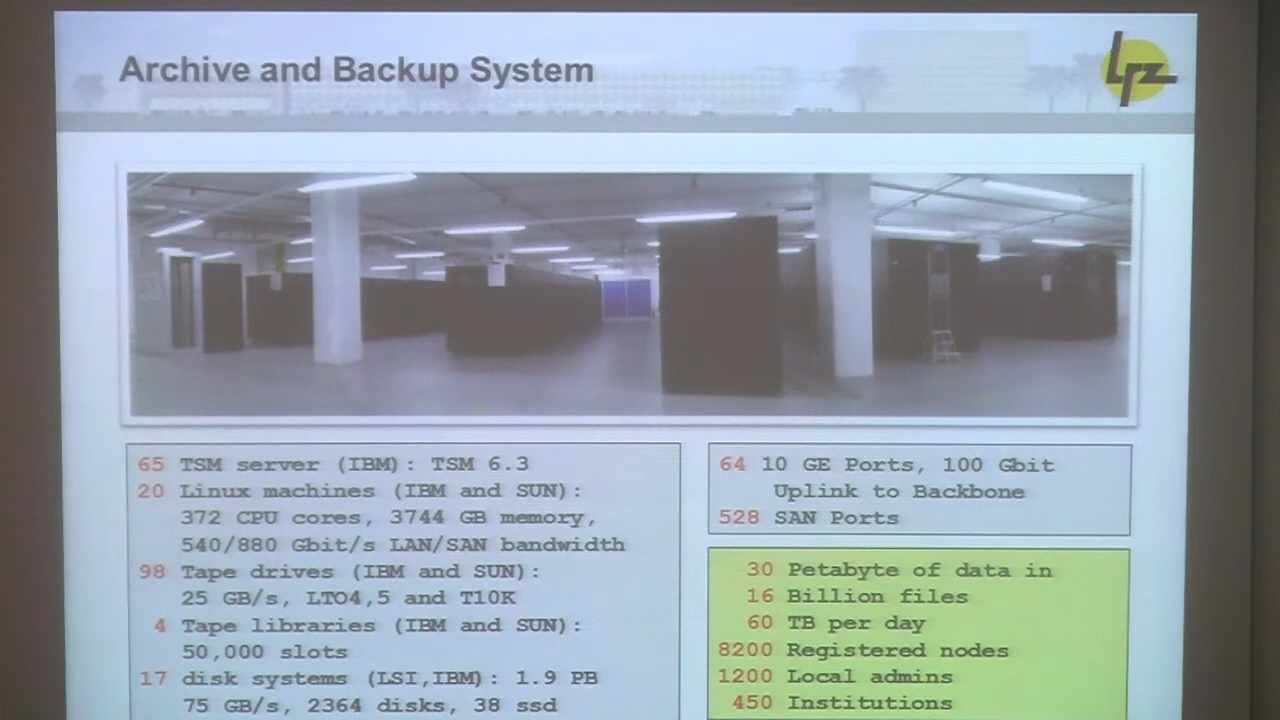 Archive and Backup System
lrz
65 TSM server (IBM): TSM 6.3
20 Linux machines (IBM and SUN):
372 CPU cores, 3744 GB memory,
540/880 Gbit/s LAN/SAN bandwidth
98 Tape drives (IBM and SUN):
25 GB/s, LTO4,5 and T10K
4 Tape libraries (IBM and SUN):
50,000 slots
17 disk systems (LSI,IBM): 1.9 PB
75 GB/s, 2364 disks, 38 ssd
64 10 GE Ports, 100 Gbit
Uplink to Backbone
528 SAN Ports
30 Petabyte of data in
16 Billion files
60 TB per day
8200 Registered nodes
1200 Local admins
450 Institutions